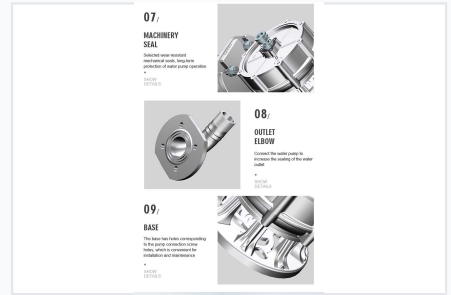 07/
MACHINERY
SEAL
Selected wear-resistant
mechanical seals, long-term
protection of water pump operation
+
SHOW
DETAILS
08/
OUTLET
ELBOW
Connect the water pump to
increase the sealing of the water
outlet
+
SHOW
DETAILS
09/
BASE
The base has holes corresponding
to the pump connection screw
holes, which is convenient for
installation and maintenance
+
SHOW
DETAILS